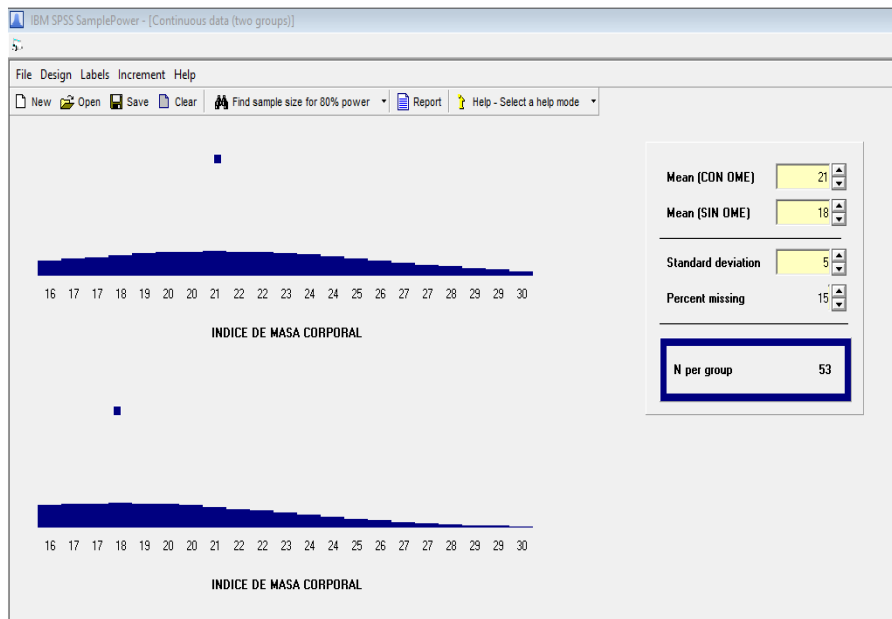 IBM SPSS SamplePower - [Continuous data (two groups)]
File Design Labels Increment Help
New Open Save Clear Find sample size for 80% power Report Help - Select a help mode
Mean (CON OME) 21
Mean (SIN OME) 18
Standard deviation 5
Percent missing 15
N per group 53
16 17 17 18 19 20 20 21 22 22 23 24 24 25 26 27 27 28 29 29 30
INDICE DE MASA CORPORAL
16 17 17 18 19 20 20 21 22 22 23 24 24 25 26 27 27 28 29 29 30
INDICE DE MASA CORPORAL